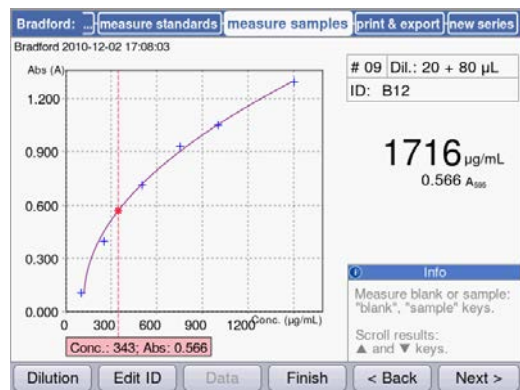 Bradford: ... measure standards measure samples print & export new series
Bradford 2010-12-02 17:08:03
Abs (A)
1.200
0.900
0.600
0.300
0.000
0 300 600 900 1200 Conc. (µg/mL)
Conc.: 343; Abs: 0.566
# 09 Dil.: 20 + 80 µL
ID: B12
1716 µg/mL
0.566 A595
Info
Measure blank or sample:
"blank", "sample" keys.
Scroll results:
▲ and ▼ keys.
Dilution Edit ID Data Finish < Back Next >